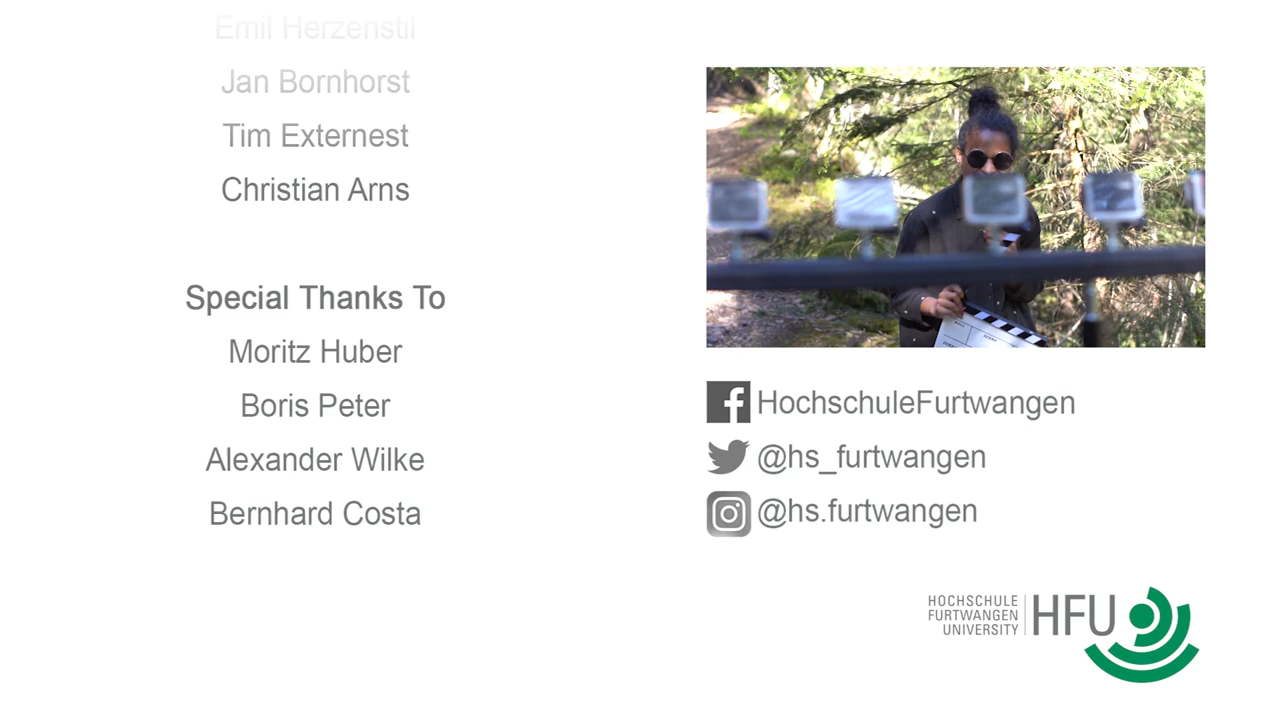 Emil Herzenstil
Jan Bornhorst
Tim Externest
Christian Arns
Special Thanks To
Moritz Huber
Boris Peter
Alexander Wilke
Bernhard Costa
HochschuleFurtwangen
@hs_furtwangen
@hs.furtwangen
HOCHSCHULE
FURTWANGEN
UNIVERSITY
HFU